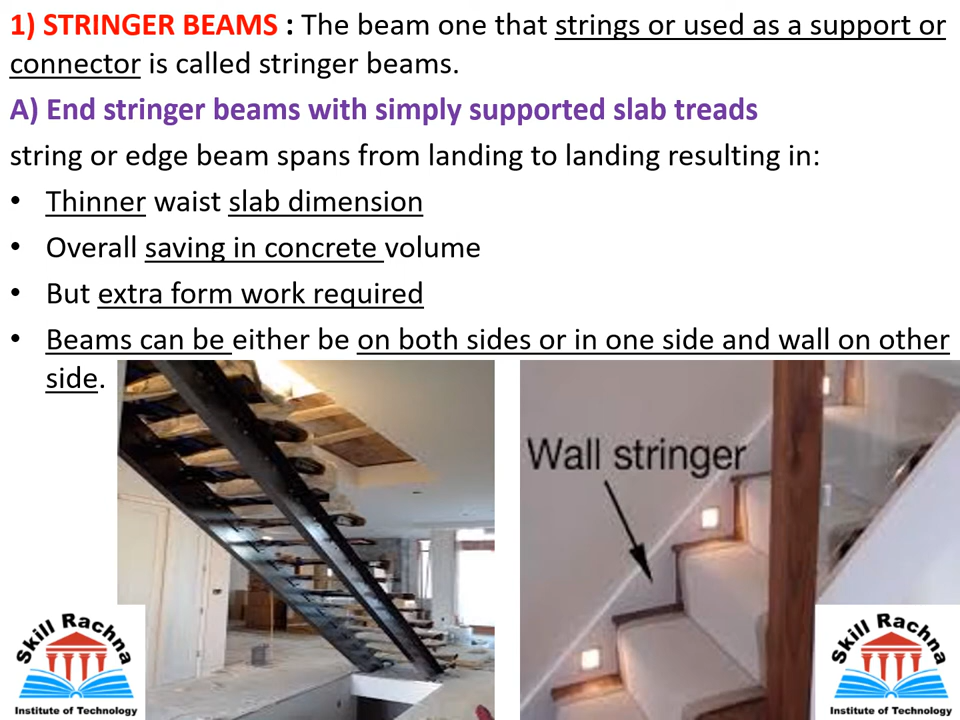 1) STRINGER BEAMS : The beam one that strings or used as a support or
connector is called stringer beams.
A) End stringer beams with simply supported slab treads
string or edge beam spans from landing to landing resulting in:
• Thinner waist slab dimension
• Overall saving in concrete volume
• But extra form work required
• Beams can be either be on both sides or in one side and wall on other
side.
Wall stringer
Skill Rachna
Institute of Technology
Skill Rachna
Institute of Technology